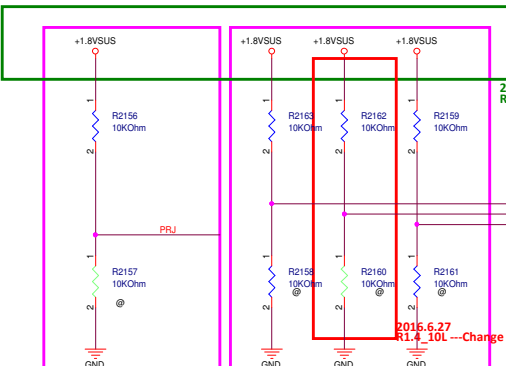 +1.8VSUS +1.8VSUS +1.8VSUS +1.8VSUS
2
R
1 1 1 1
R2156 R2163 R2162 R2159
10KOhm 10KOhm 10KOhm 10KOhm
2 2 2 2
PRJ
1 1 1 1
R2157 R2158 R2160 R2161
10KOhm 10KOhm 10KOhm 10KOhm
@ @ @ @
2 2 2 2
2016.6.27
R1.4_10L ---Change
GND GND GND GND